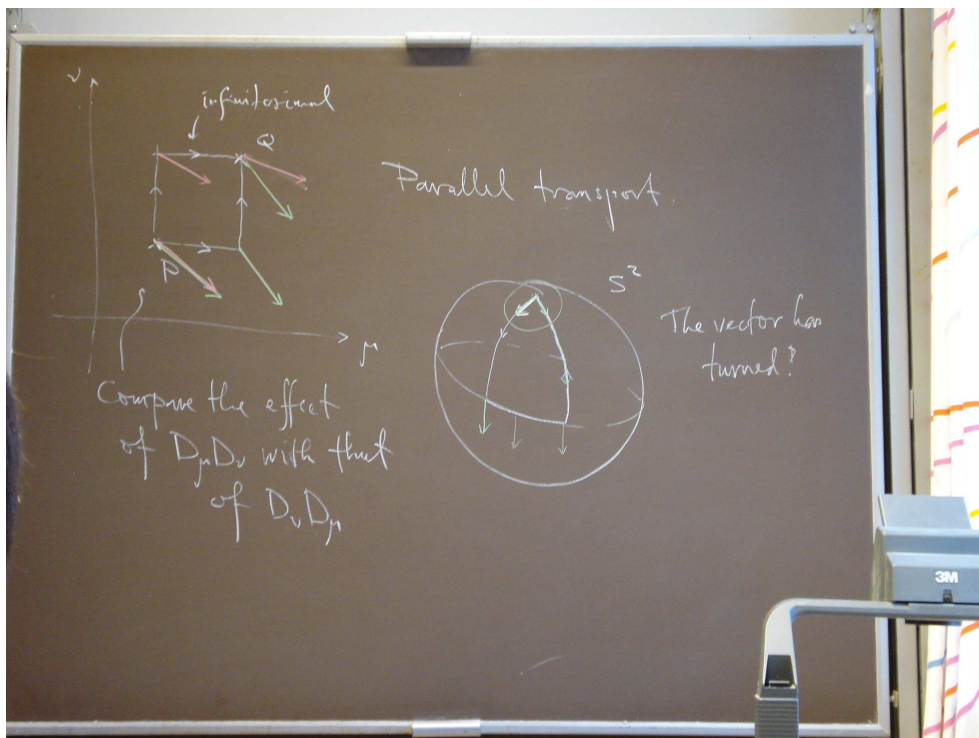 ν
infinitesimal
Q
P
μ
Compare the effect
of DμDν with that
of DνDμ
Parallel transport.
S²
The vector has
turned!
3M